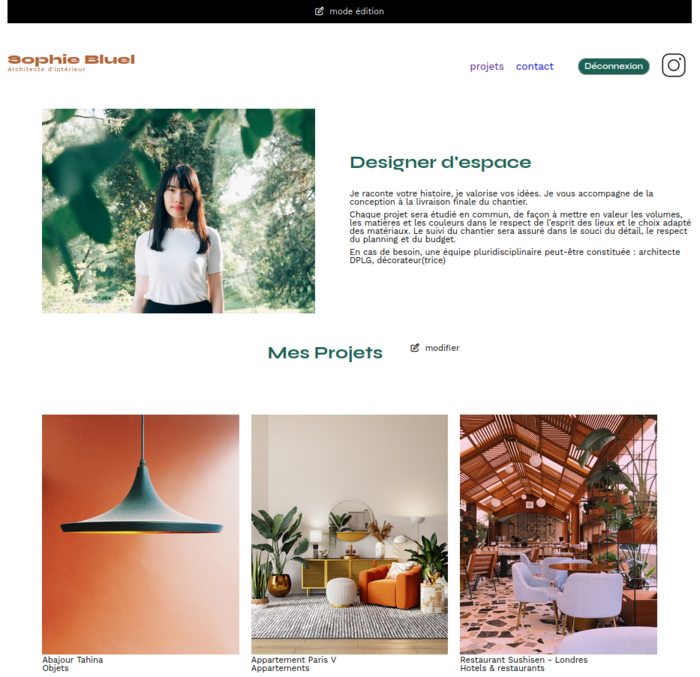 mode édition
Sophie Bluel
Architecte d'intérieur
projets contact Déconnexion
Designer d'espace
Je raconte votre histoire, je valorise vos idées. Je vous accompagne de la
conception à la livraison finale du chantier.
Chaque projet sera étudié en commun, de façon à mettre en valeur les volumes,
les matières et les couleurs dans le respect de l'esprit des lieux et le choix adapté
des matériaux. Le suivi du chantier sera assuré dans le souci du détail, le respect
du planning et du budget.
En cas de besoin, une équipe pluridisciplinaire peut-être constituée : architecte
DPLG, décorateur(trice)
Mes Projets
modifier
Abajour Tahina
Objets
Appartement Paris V
Appartements
Restaurant Sushisen - Londres
Hotels & restaurants